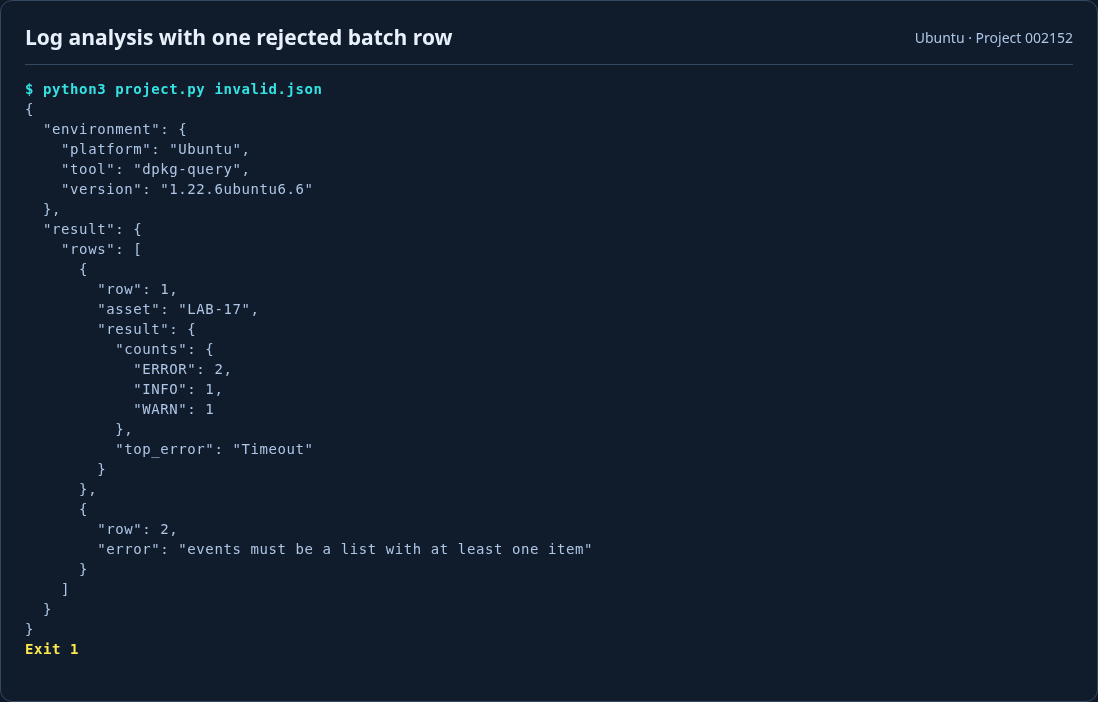 Log analysis with one rejected batch row
Ubuntu · Project 002152
$ python3 project.py invalid.json
{
  "environment": {
    "platform": "Ubuntu",
    "tool": "dpkg-query",
    "version": "1.22.6ubuntu6.6"
  },
  "result": {
    "rows": [
      {
        "row": 1,
        "asset": "LAB-17",
        "result": {
          "counts": {
            "ERROR": 2,
            "INFO": 1,
            "WARN": 1
          },
          "top_error": "Timeout"
        }
      },
      {
        "row": 2,
        "error": "events must be a list with at least one item"
      }
    ]
  }
}
Exit 1